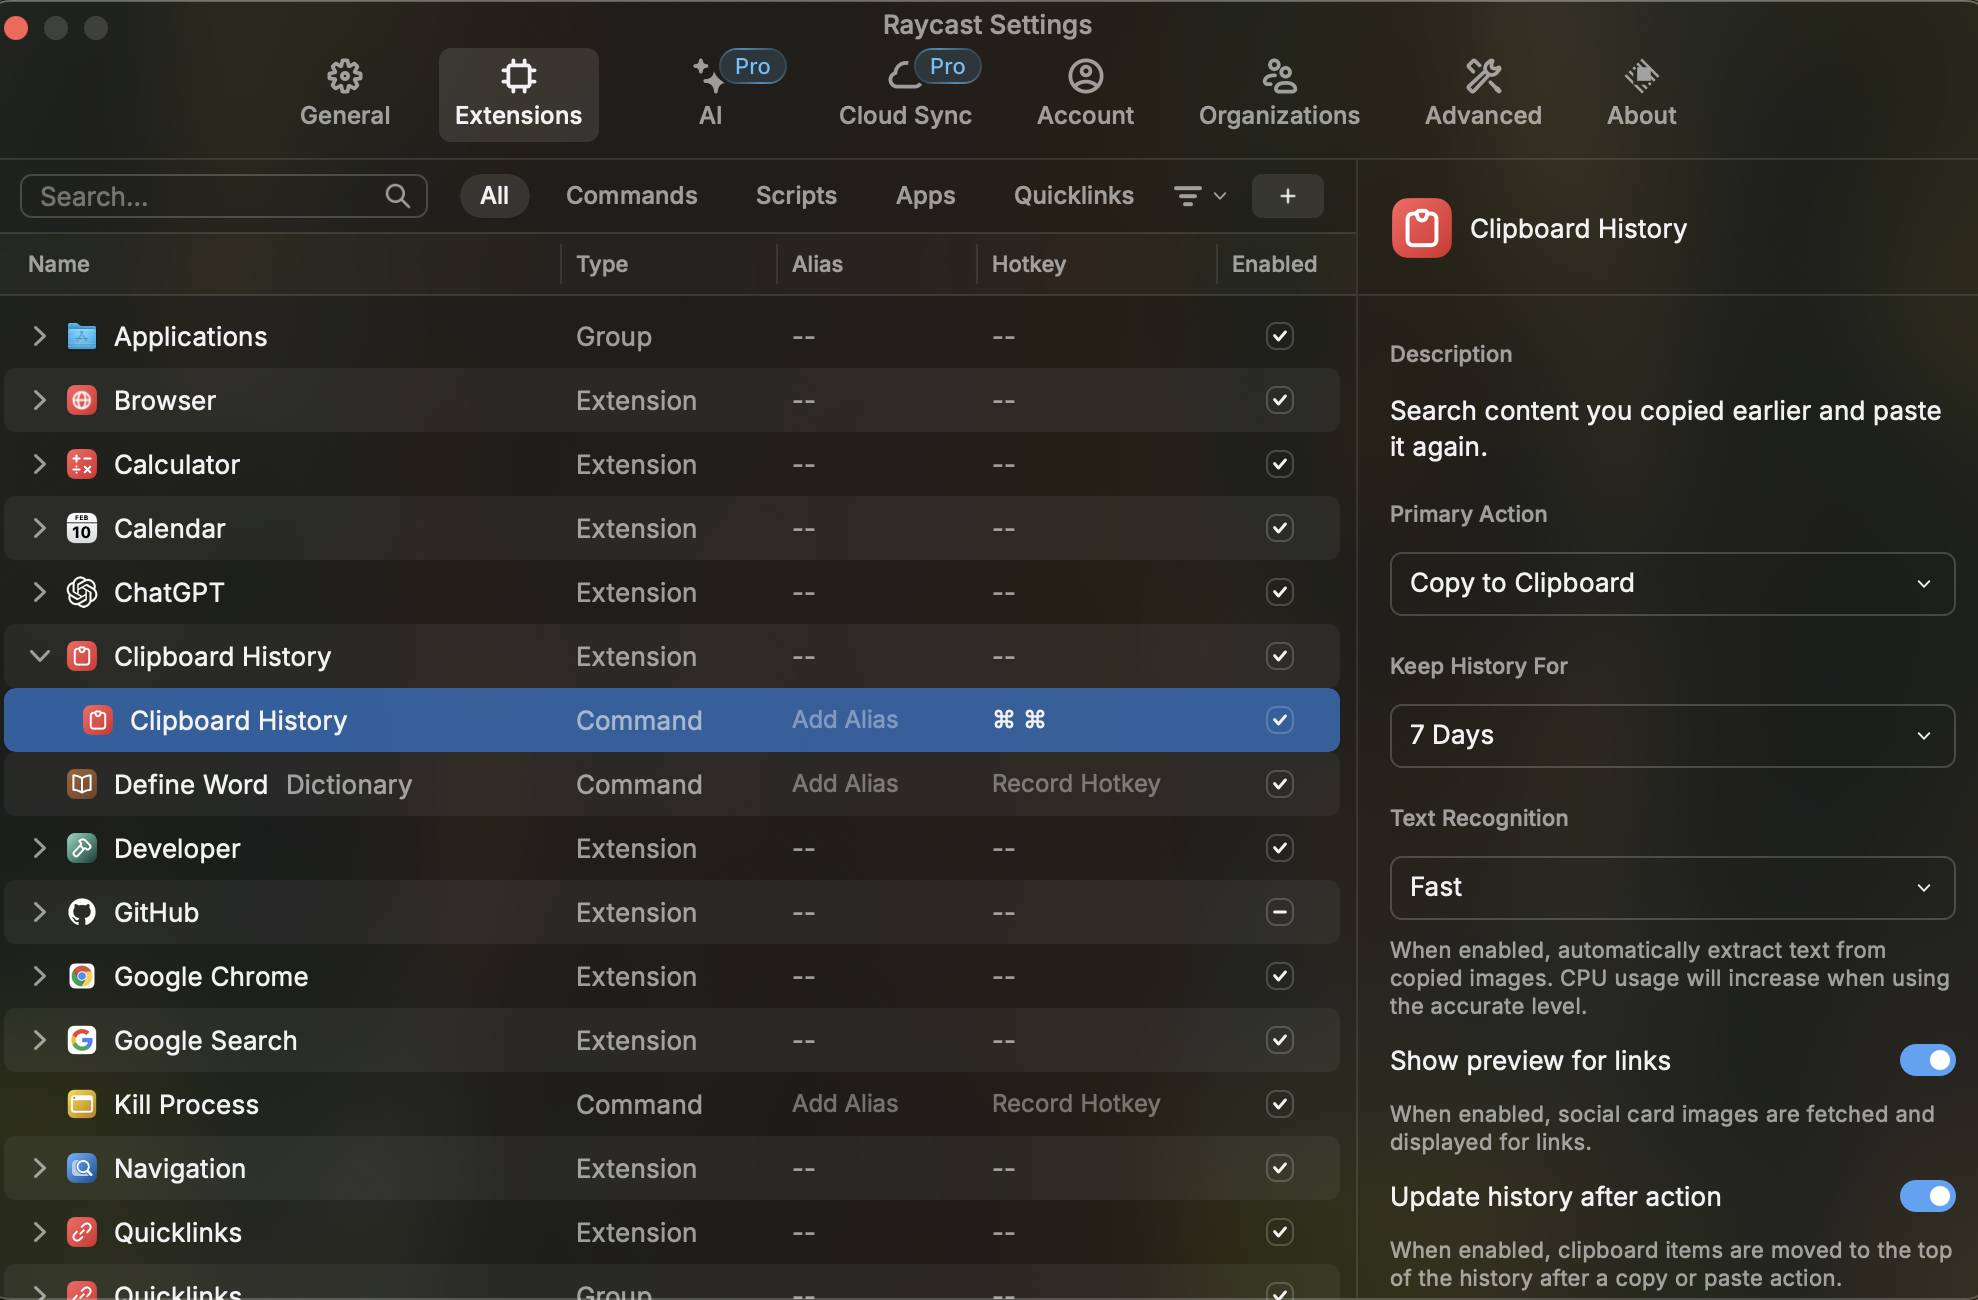 Raycast Settings
General
Extensions
AI
Pro
Cloud Sync
Pro
Account
Organizations
Advanced
About
Search...
All
Commands
Scripts
Apps
Quicklinks
+
Name Type Alias Hotkey Enabled
Applications Group -- --
Browser Extension -- --
Calculator Extension -- --
FEB
10
Calendar Extension -- --
ChatGPT Extension -- --
Clipboard History Extension -- --
Clipboard History Command Add Alias ⌘ ⌘
Define Word Dictionary Command Add Alias Record Hotkey
Developer Extension -- --
GitHub Extension -- --
Google Chrome Extension -- --
Google Search Extension -- --
Kill Process Command Add Alias Record Hotkey
Navigation Extension -- --
Quicklinks Extension -- --
Quicklinks Group -- --
Clipboard History
Description
Search content you copied earlier and paste
it again.
Primary Action
Copy to Clipboard
Keep History For
7 Days
Text Recognition
Fast
When enabled, automatically extract text from
copied images. CPU usage will increase when using
the accurate level.
Show preview for links
When enabled, social card images are fetched and
displayed for links.
Update history after action
When enabled, clipboard items are moved to the top
of the history after a copy or paste action.